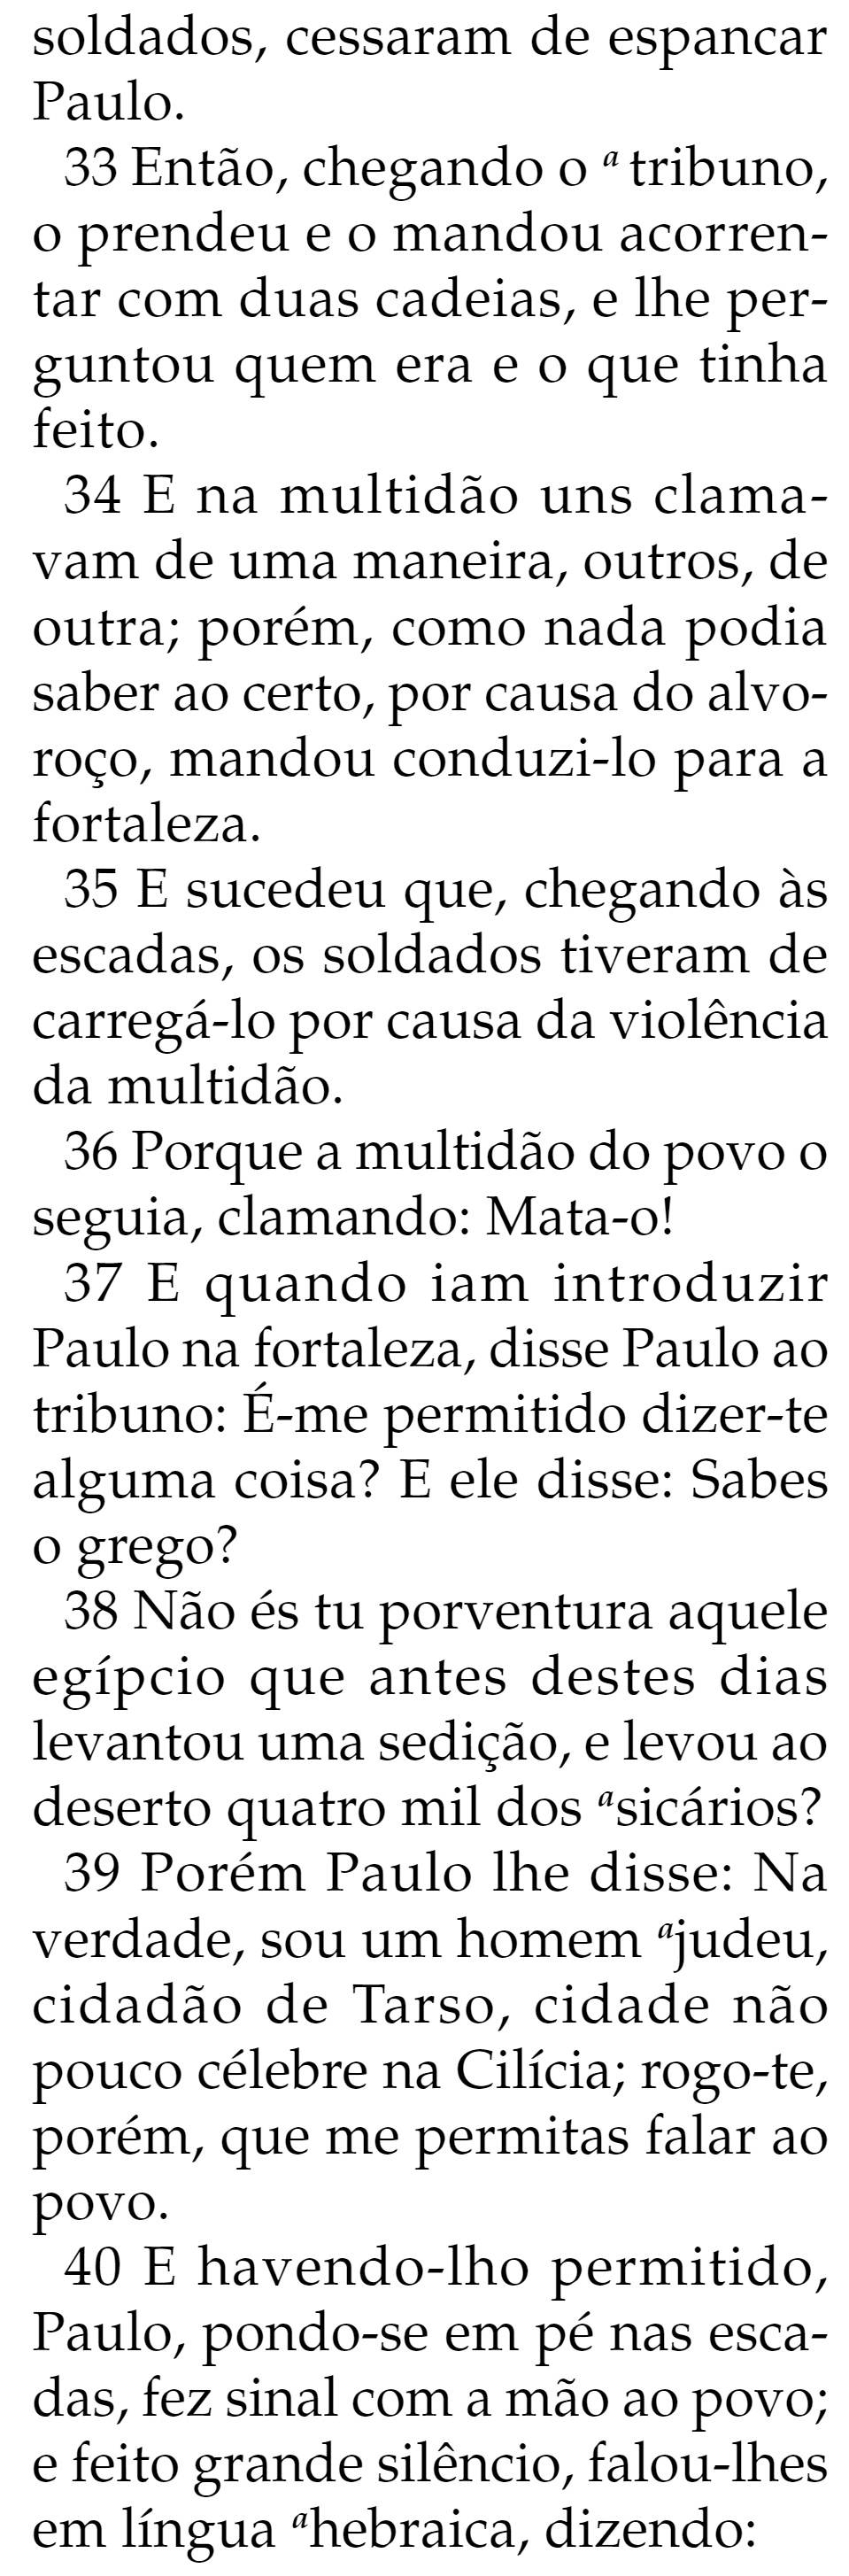 soldados, cessaram de espancar
Paulo.
33 Então, chegando o a tribuno,
o prendeu e o mandou acorren-
tar com duas cadeias, e lhe per-
guntou quem era e o que tinha
feito.
34 E na multidão uns clama-
vam de uma maneira, outros, de
outra; porém, como nada podia
saber ao certo, por causa do alvo-
roço, mandou conduzi-lo para a
fortaleza.
35 E sucedeu que, chegando às
escadas, os soldados tiveram de
carregá-lo por causa da violência
da multidão.
36 Porque a multidão do povo o
seguia, clamando: Mata-o!
37 E quando iam introduzir
Paulo na fortaleza, disse Paulo ao
tribuno: É-me permitido dizer-te
alguma coisa? E ele disse: Sabes
o grego?
38 Não és tu porventura aquele
egípcio que antes destes dias
levantou uma sedição, e levou ao
deserto quatro mil dos asicários?
39 Porém Paulo lhe disse: Na
verdade, sou um homem ajudeu,
cidadão de Tarso, cidade não
pouco célebre na Cilícia; rogo-te,
porém, que me permitas falar ao
povo.
40 E havendo-lho permitido,
Paulo, pondo-se em pé nas esca-
das, fez sinal com a mão ao povo;
e feito grande silêncio, falou-lhes
em língua ahebraica, dizendo: